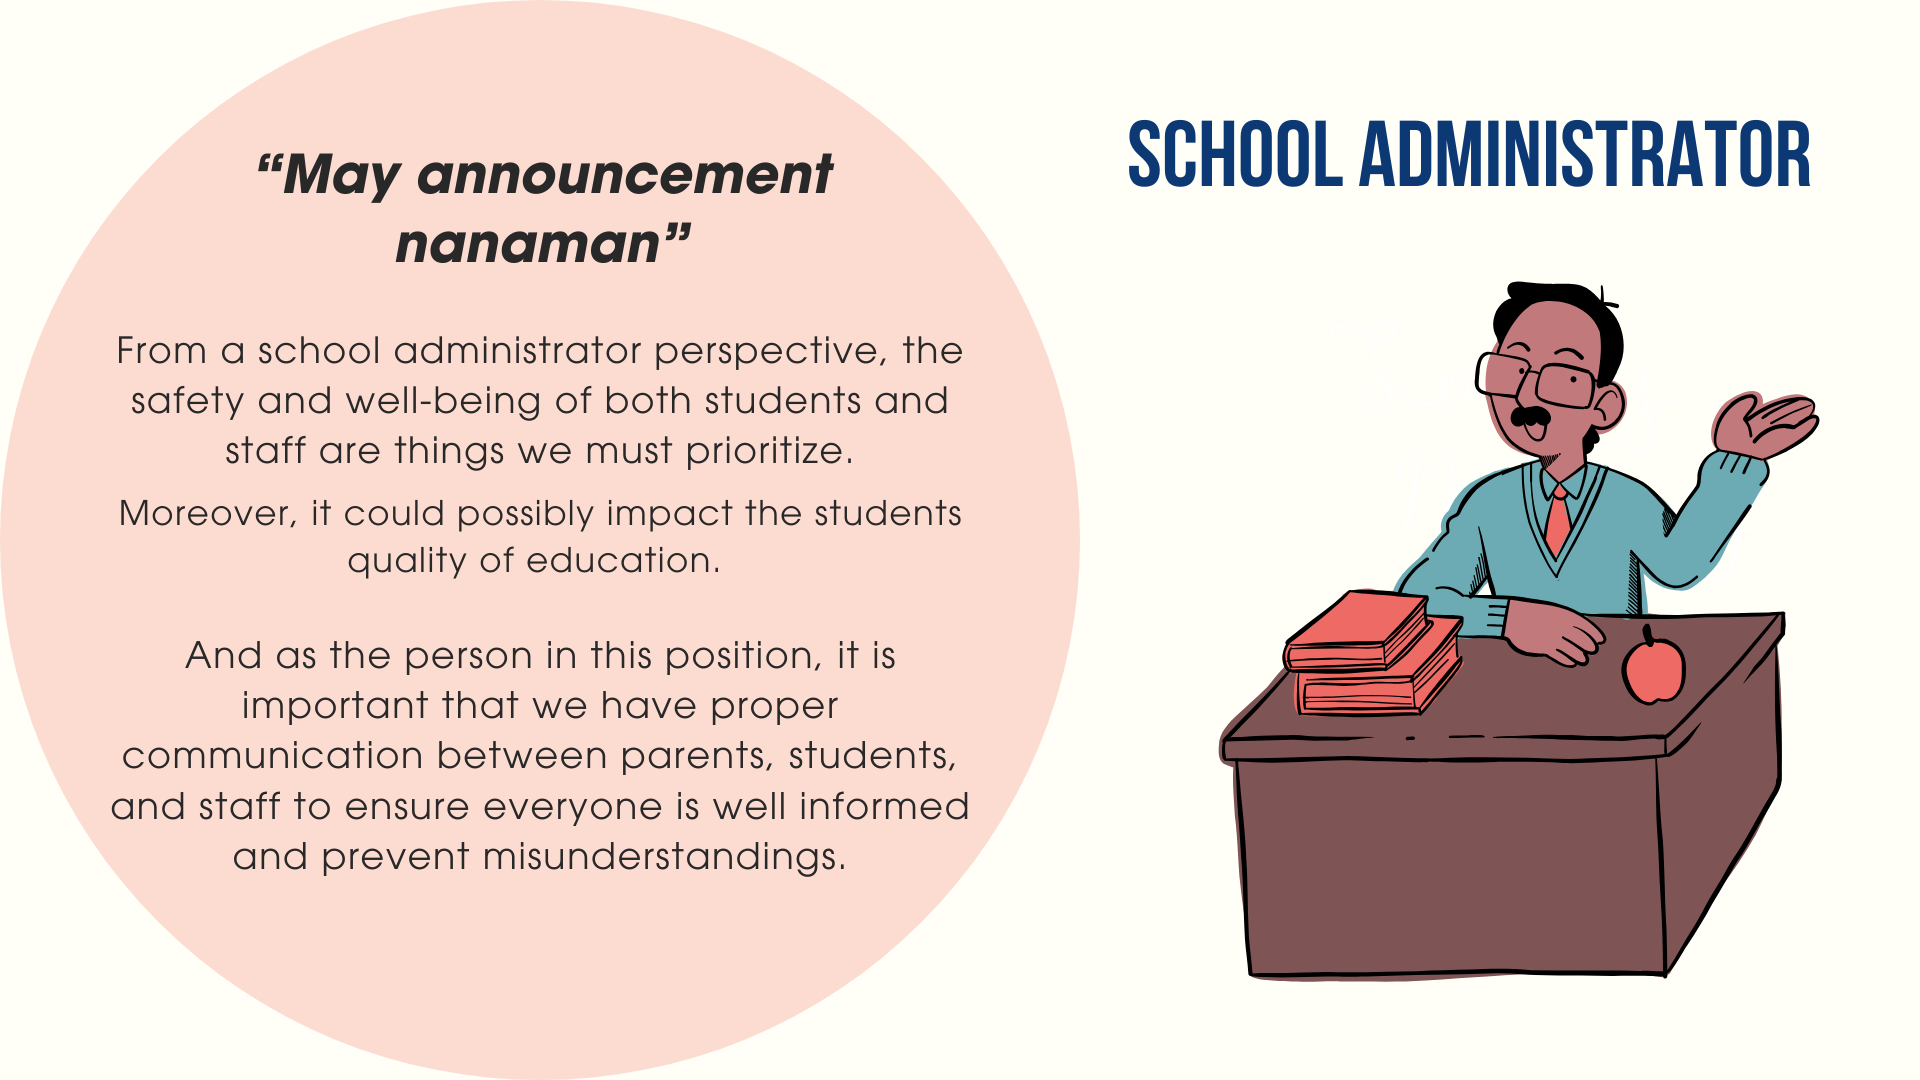 “May announcement
nanaman”
From a school administrator perspective, the
safety and well-being of both students and
staff are things we must prioritize.
Moreover, it could possibly impact the students
quality of education.
And as the person in this position, it is
important that we have proper
communication between parents, students,
and staff to ensure everyone is well informed
and prevent misunderstandings.
SCHOOL ADMINISTRATOR